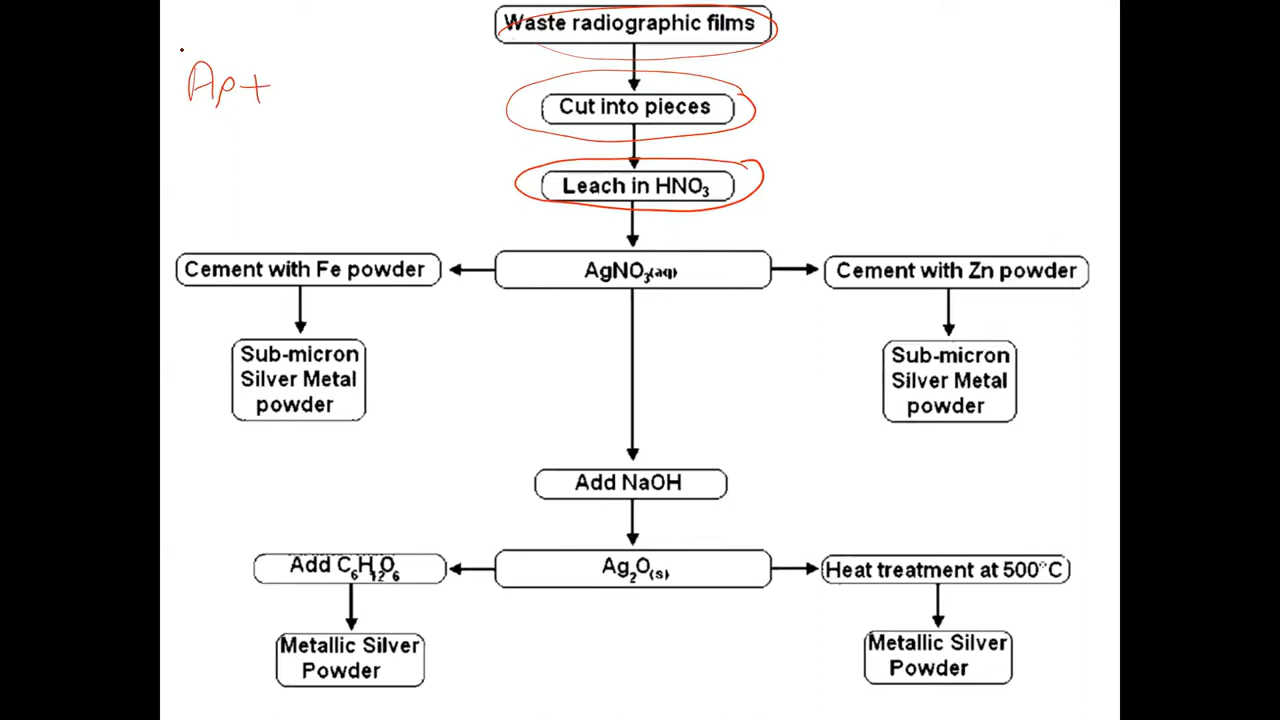 Waste radiographic films
Cut into pieces
Leach in HNO₃
AgNO₃(aq)
Cement with Fe powder
Cement with Zn powder
Sub-micron
Silver Metal
powder
Sub-micron
Silver Metal
powder
Add NaOH
Ag₂O(s)
Add C₆H₁₂O₆
Heat treatment at 500°C
Metallic Silver
Powder
Metallic Silver
Powder